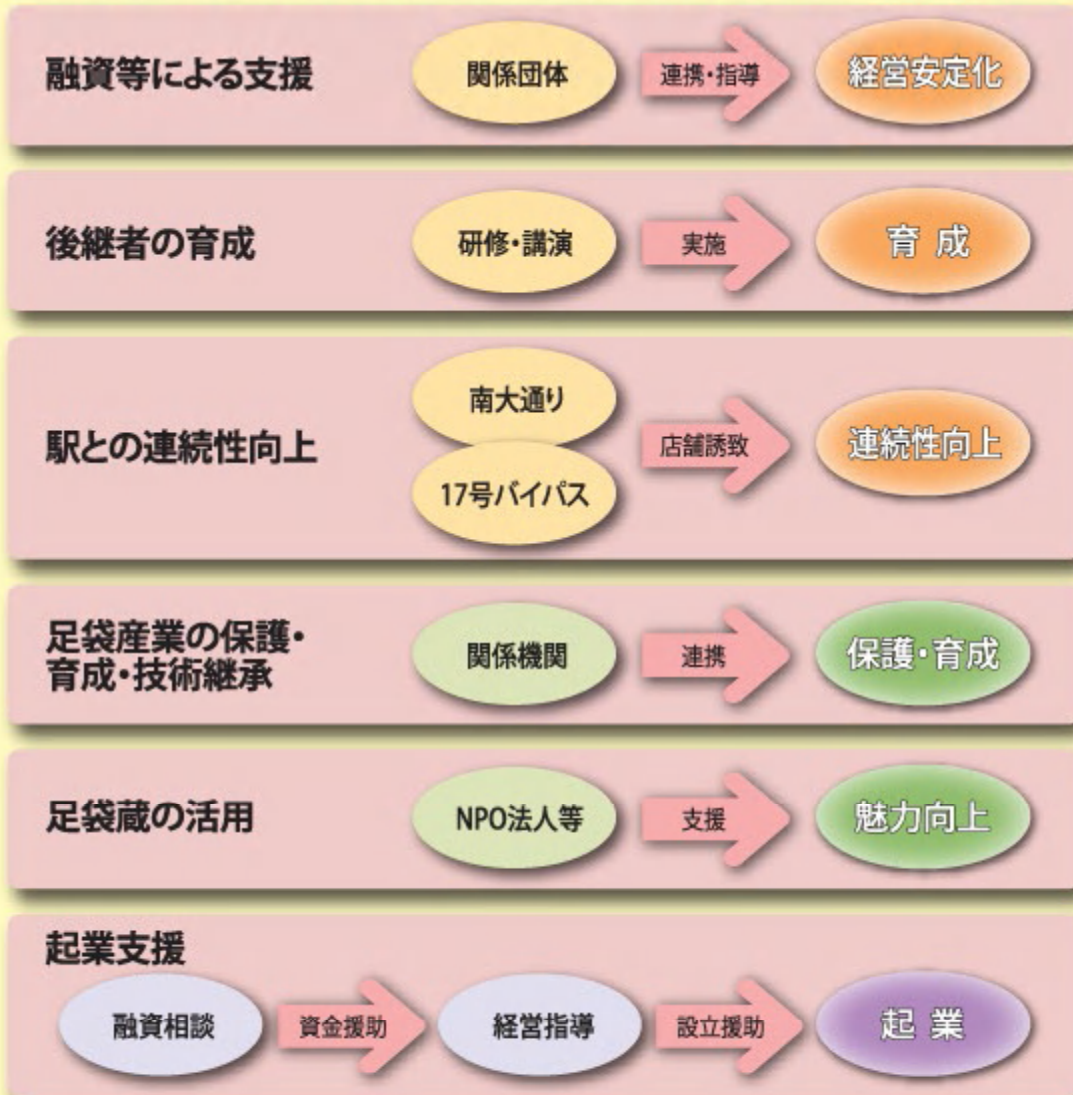 融資等による支援
関係団体
連携・指導
経営安定化
後継者の育成
研修・講演
実施
育成
駅との連続性向上
南大通り
17号バイパス
店舗誘致
連続性向上
足袋産業の保護・
育成・技術継承
関係機関
連携
保護・育成
足袋蔵の活用
NPO法人等
支援
魅力向上
起業支援
融資相談
資金援助
経営指導
設立援助
起業